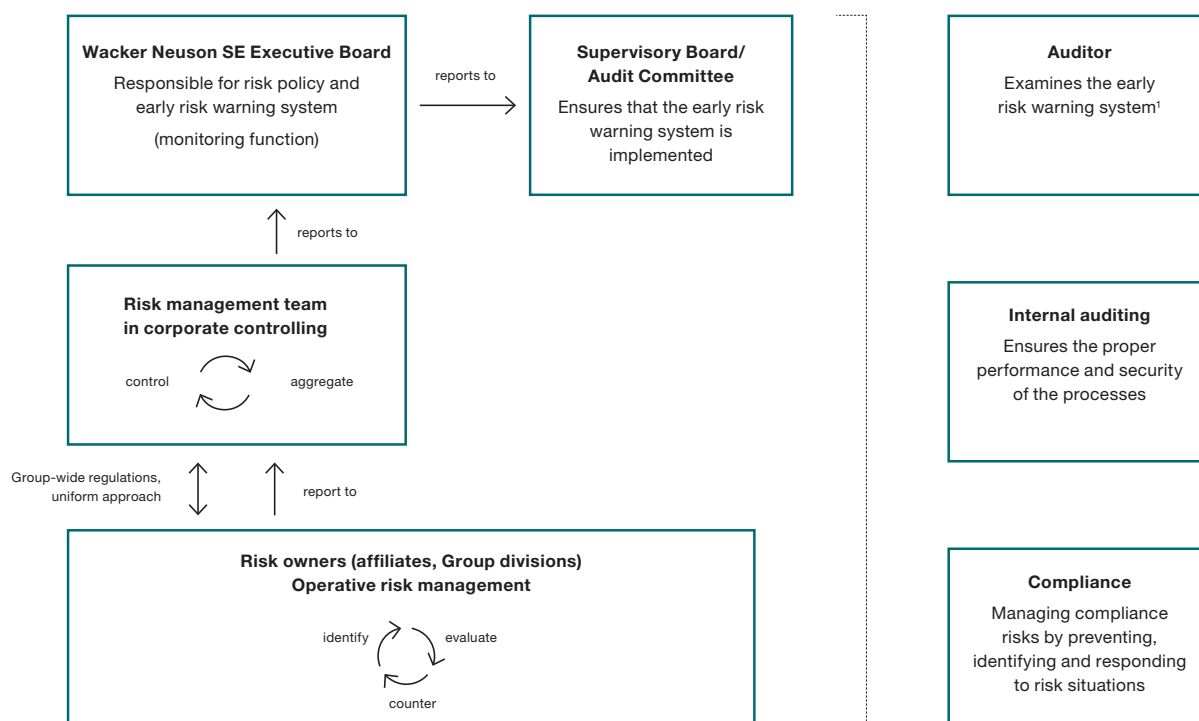 Wacker Neuson SE Executive Board
Responsible for risk policy and
early risk warning system
(monitoring function)
reports to
Supervisory Board/
Audit Committee
Ensures that the early risk
warning system is
implemented
Auditor
Examines the early
risk warning system¹
reports to
Risk management team
in corporate controlling
control
aggregate
Internal auditing
Ensures the proper
performance and security
of the processes
Group-wide regulations,
uniform approach
report to
Risk owners (affiliates, Group divisions)
Operative risk management
identify
evaluate
counter
Compliance
Managing compliance
risks by preventing,
identifying and responding
to risk situations